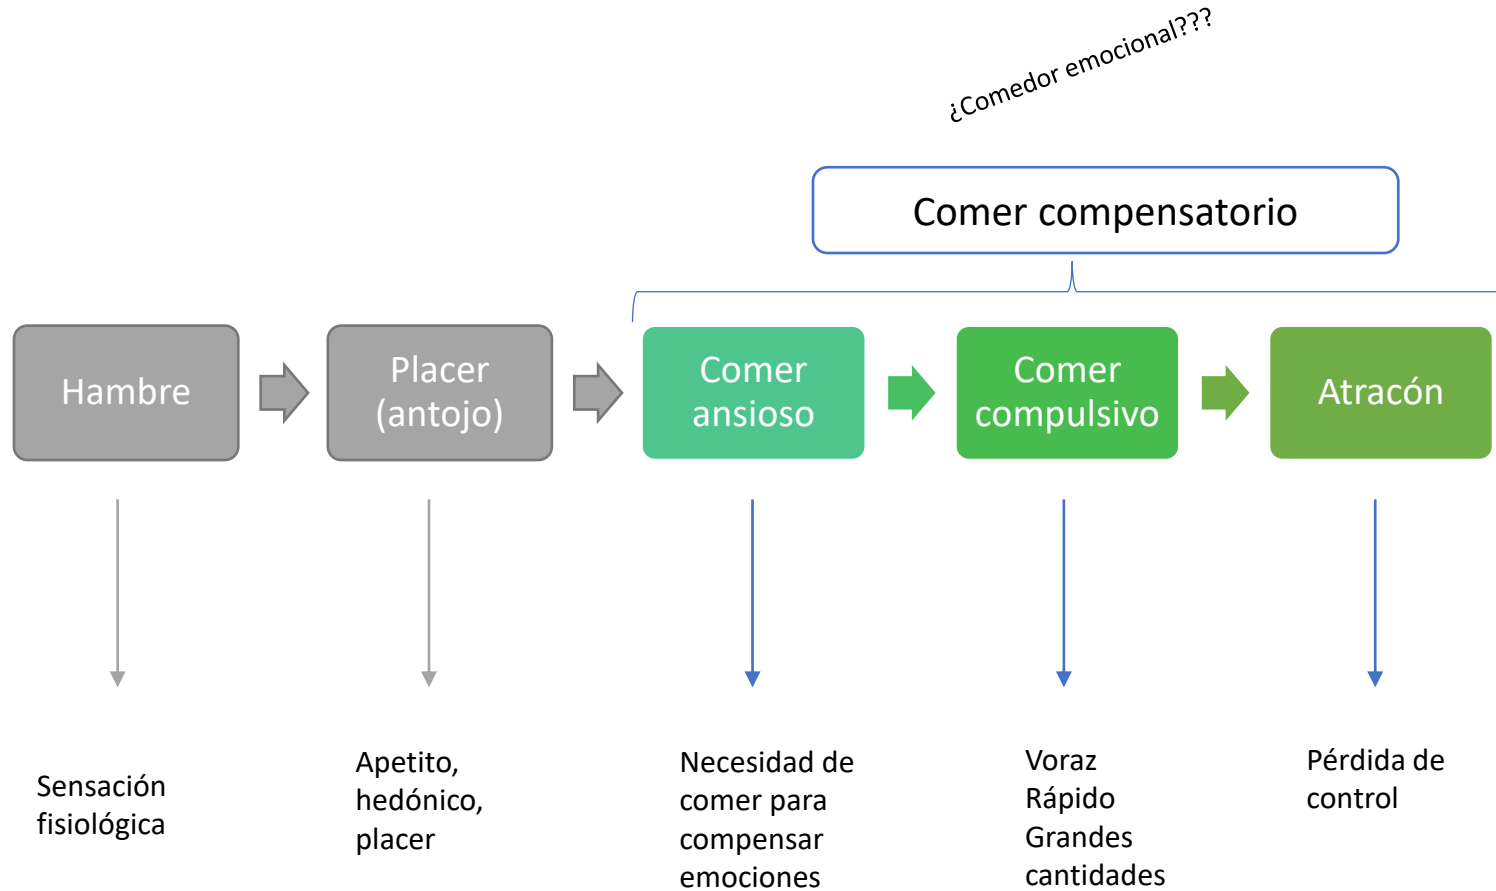 ¿Comedor emocional???
Comer compensatorio
Hambre
Placer
(antojo)
Comer
ansioso
Comer
compulsivo
Atracón
Sensación
fisiológica
Apetito,
hedónico,
placer
Necesidad de
comer para
compensar
emociones
Voraz
Rápido
Grandes
cantidades
Pérdida de
control